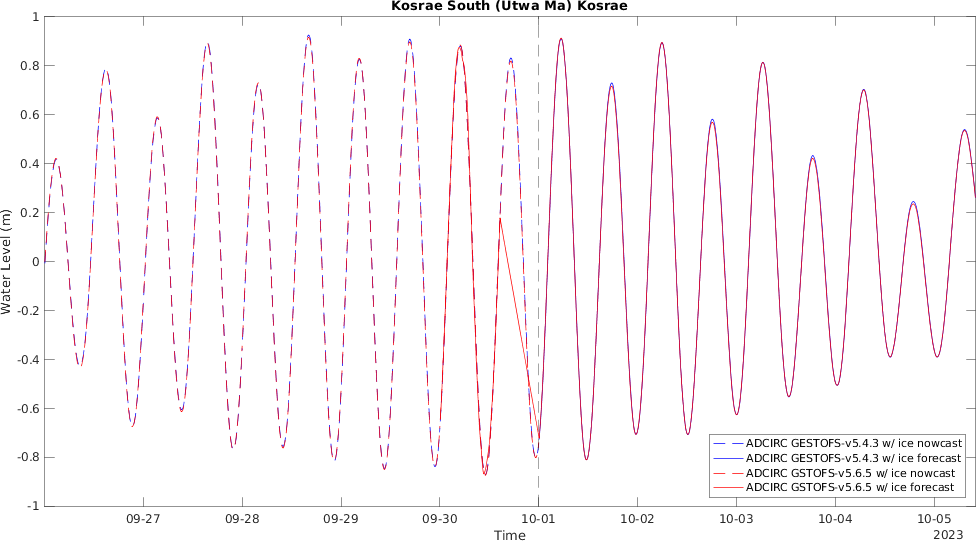 Kosrae South (Utwa Ma) Kosrae
1
0.8
0.6
0.4
0.2
0
-0.2
-0.4
-0.6
-0.8
-1
Water Level (m)
ADCIRC GESTOFS-v5.4.3 w/ ice nowcast
ADCIRC GESTOFS-v5.4.3 w/ ice forecast
ADCIRC GSTOFS-v5.6.5 w/ ice nowcast
ADCIRC GSTOFS-v5.6.5 w/ ice forecast
09-27 09-28 09-29 09-30 10-01 10-02 10-03 10-04 10-05
Time
2023